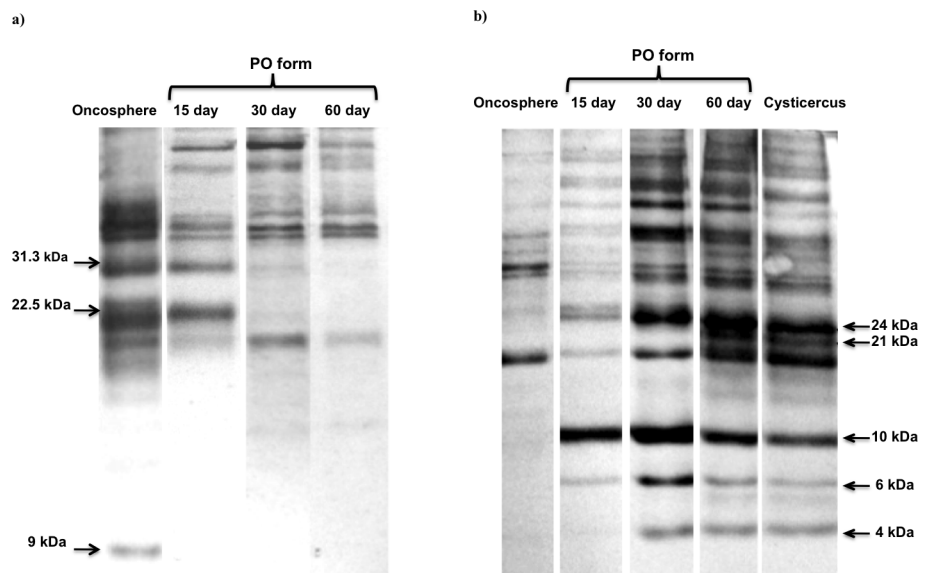 a)
PO form
Oncosphere 15 day 30 day 60 day
31.3 kDa
22.5 kDa
9 kDa
b)
PO form
Oncosphere 15 day 30 day 60 day Cysticercus
24 kDa
21 kDa
10 kDa
6 kDa
4 kDa